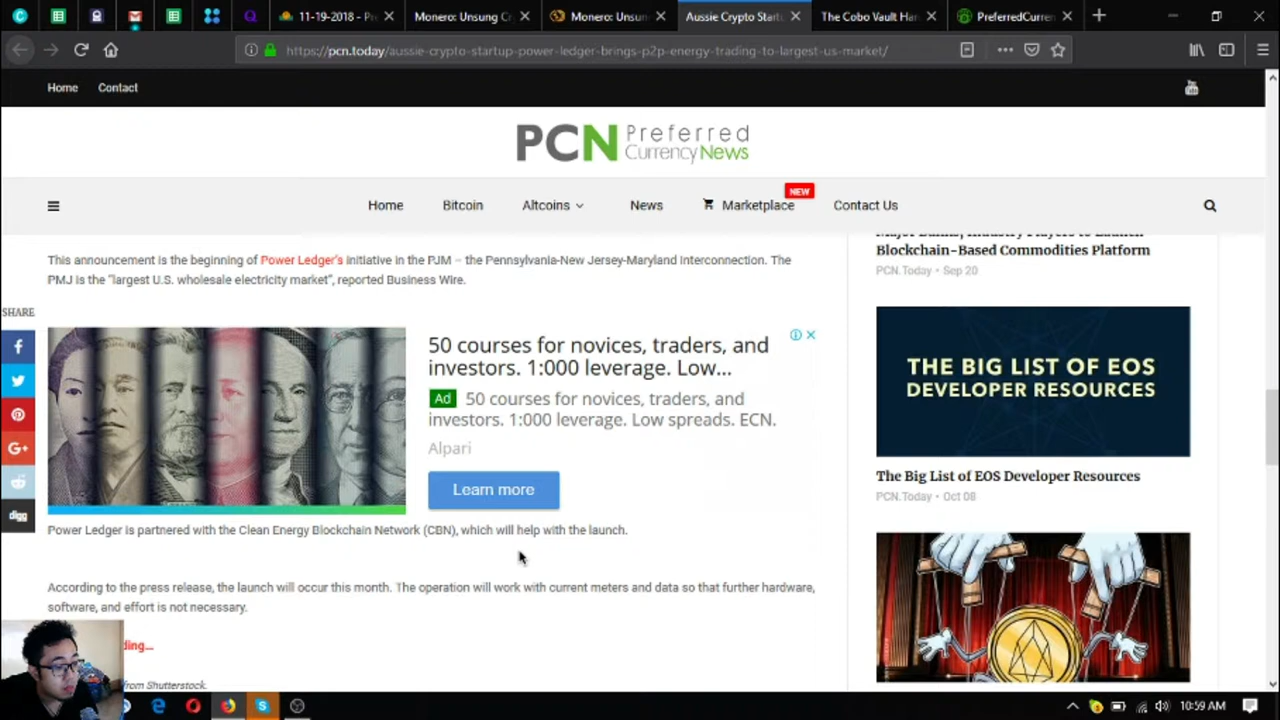 11-19-2018 - Pr
Monero: Unsung Cr
Monero: Unsun
Aussie Crypto Start
The Cobo Vault Har
PreferredCurren
https://pcn.today/aussie-crypto-startup-power-ledger-brings-p2p-energy-trading-to-largest-us-market/
Home Contact
PCN Preferred
CurrencyNews
Home Bitcoin Altcoins News Marketplace NEW Contact Us
This announcement is the beginning of Power Ledger's initiative in the PJM – the Pennsylvania-New Jersey-Maryland Interconnection. The
PMJ is the "largest U.S. wholesale electricity market", reported Business Wire.
SHARE
G+
digg
50 courses for novices, traders, and
investors. 1:000 leverage. Low...
Ad 50 courses for novices, traders, and
investors. 1:000 leverage. Low spreads. ECN.
Alpari
Learn more
Power Ledger is partnered with the Clean Energy Blockchain Network (CBN), which will help with the launch.
According to the press release, the launch will occur this month. The operation will work with current meters and data so that further hardware,
software, and effort is not necessary.
ding...
from Shutterstock.
Major Banks, Industry Players to Launch
Blockchain-Based Commodities Platform
PCN.Today • Sep 20
THE BIG LIST OF EOS
DEVELOPER RESOURCES
The Big List of EOS Developer Resources
PCN.Today • Oct 08
10:59 AM